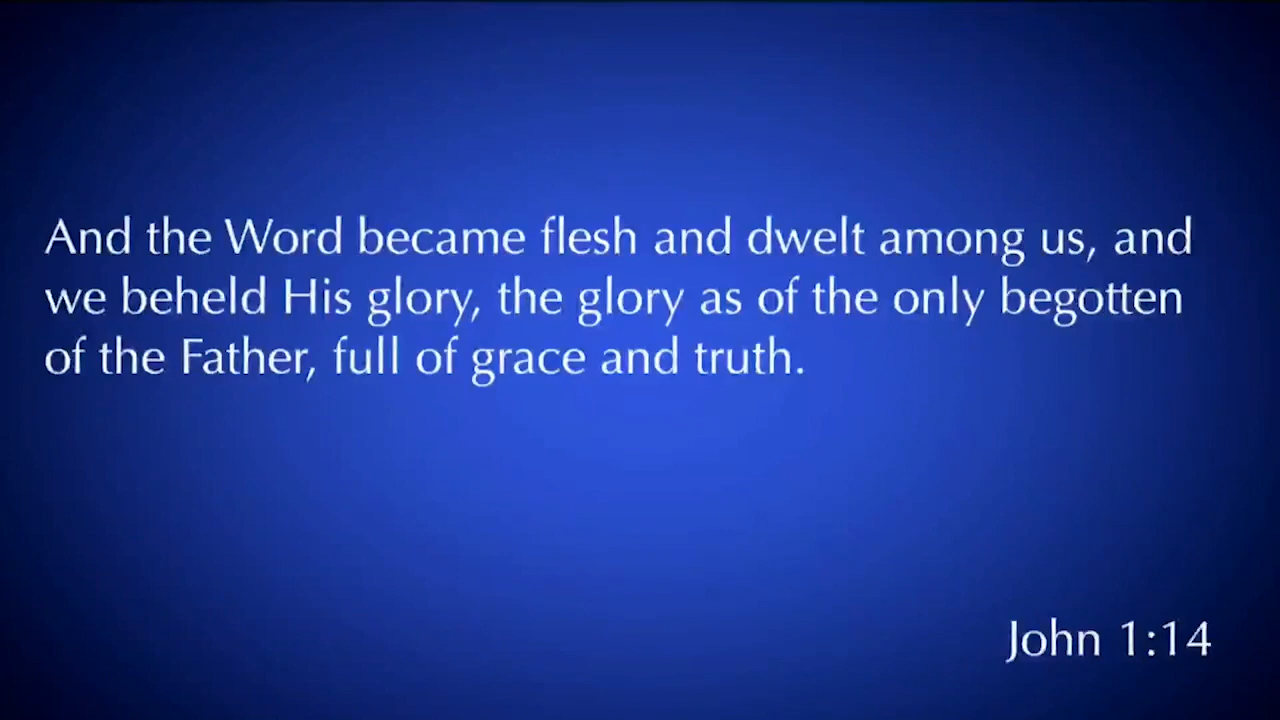 And the Word became flesh and dwelt among us, and
we beheld His glory, the glory as of the only begotten
of the Father, full of grace and truth.
John 1:14